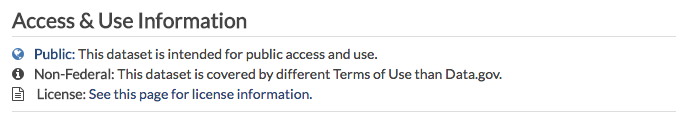 Access & Use Information
Public: This dataset is intended for public access and use.
Non-Federal: This dataset is covered by different Terms of Use than Data.gov.
License: See this page for license information.